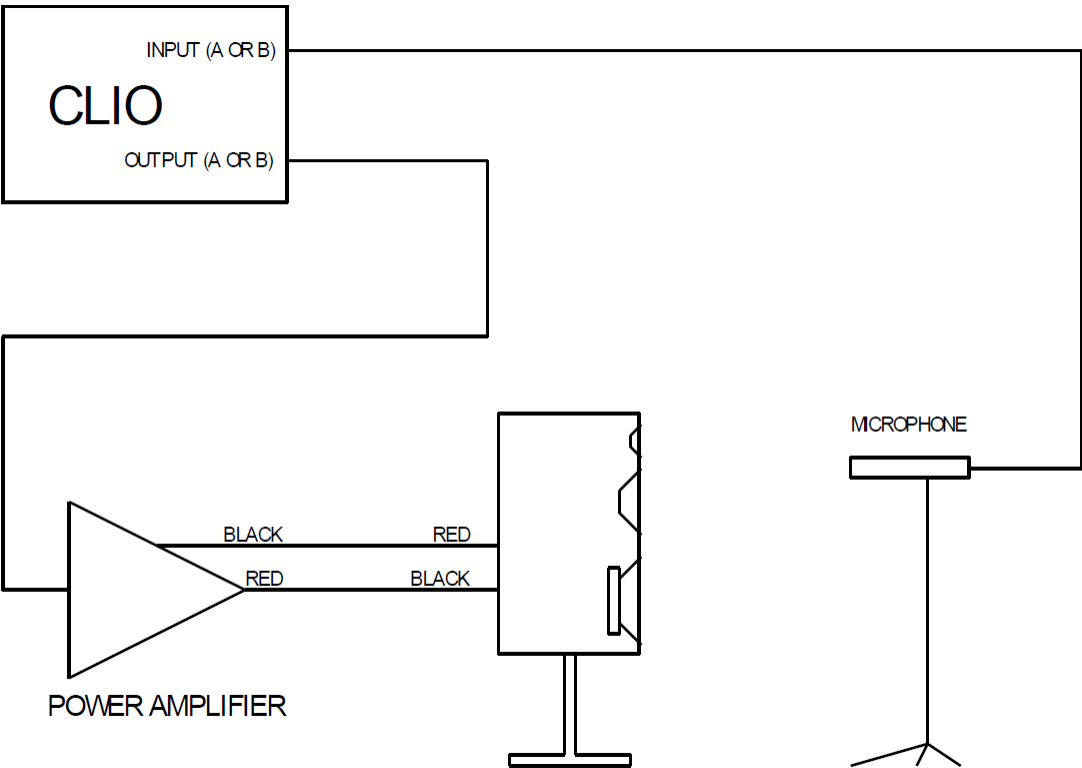 INPUT (A OR B)
CLIO
OUTPUT (A OR B)
MICROPHONE
BLACK
RED
RED
BLACK
POWER AMPLIFIER